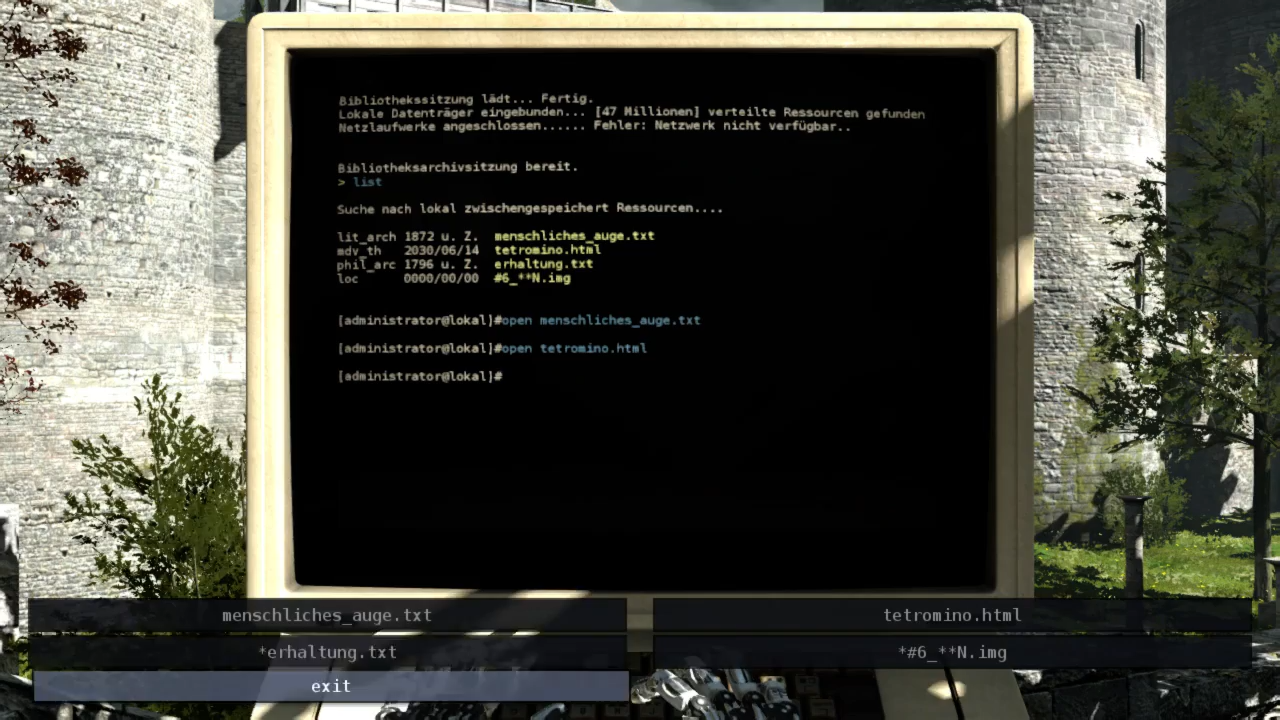 Bibliothekssitzung lädt... Fertig.
Lokale Datenträger eingebunden... [47 Millionen] verteilte Ressourcen gefunden
Netzlaufwerke angeschlossen...... Fehler: Netzwerk nicht verfügbar..
Bibliotheksarchivsitzung bereit.
> list
Suche nach lokal zwischengespeichert Ressourcen....
lit_arch 1872 u. Z. menschliches_auge.txt
mdv_th 2030/06/14 tetromino.html
phil_arc 1796 u. Z. erhaltung.txt
loc 0000/00/00 #6_**N.img
[administrator@lokal]#open menschliches_auge.txt
[administrator@lokal]#open tetromino.html
[administrator@lokal]#
menschliches_auge.txt
tetromino.html
*erhaltung.txt
*#6_**N.img
exit